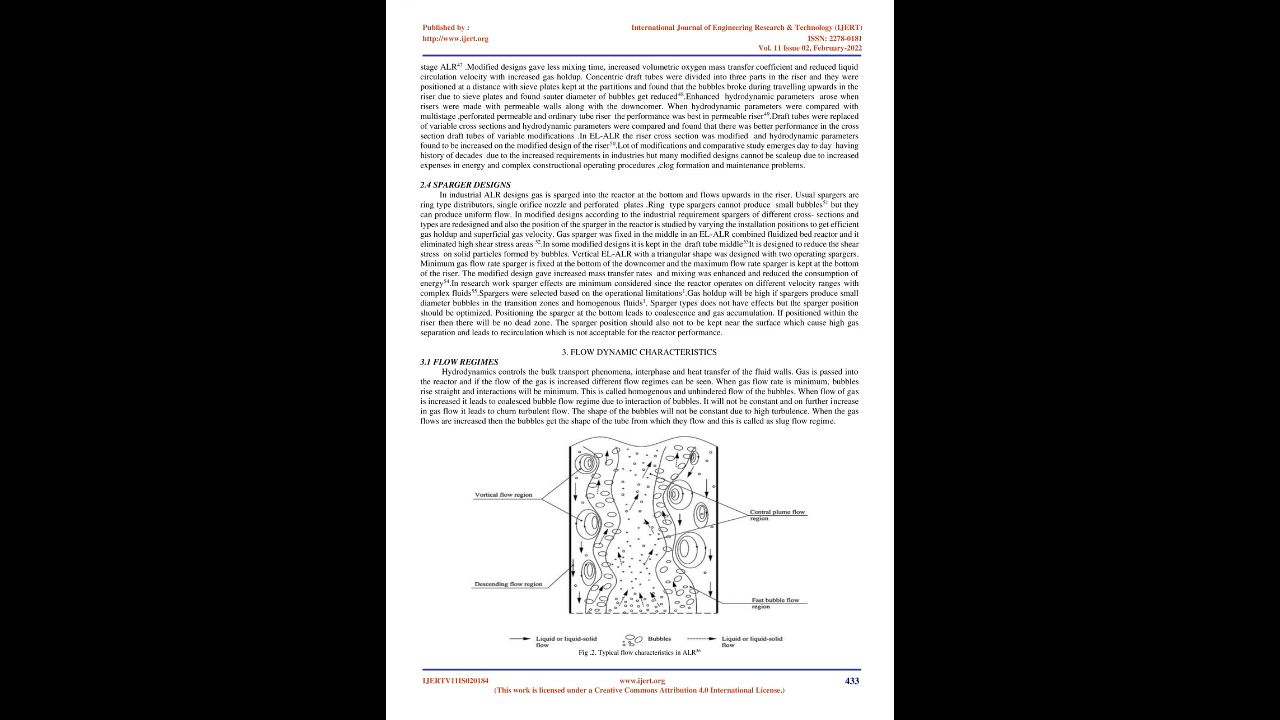 Published by :
International Journal of Engineering Research & Technology (IJERT)
http://www.ijert.org
ISSN: 2278-0181
Vol. 11 Issue 02, February-2022
stage ALR47 .Modified designs gave less mixing time, increased volumetric oxygen mass transfer coefficient and reduced liquid
circulation velocity with increased gas holdup. Concentric draft tubes were divided into three parts in the riser and they were
positioned at a distance with sieve plates kept at the partitions and found that the bubbles broke during travelling upwards in the
riser due to sieve plates and found sauter diameter of bubbles get reduced48.Enhanced hydrodynamic parameters arose when
risers were made with permeable walls along with the downcomer. When hydrodynamic parameters were compared with
multistage ,perforated permeable and ordinary tube riser the performance was best in permeable riser49.Draft tubes were replaced
of variable cross sections and hydrodynamic parameters were compared and found that there was better performance in the cross
section draft tubes of variable modifications .In EL-ALR the riser cross section was modified and hydrodynamic parameters
found to be increased on the modified design of the riser50.Lot of modifications and comparative study emerges day to day having
history of decades due to the increased requirements in industries but many modified designs cannot be scaleup due to increased
expenses in energy and complex constructional operating procedures ,clog formation and maintenance problems.
2.4 SPARGER DESIGNS
In industrial ALR designs gas is sparged into the reactor at the bottom and flows upwards in the riser. Usual spargers are
ring type distributors, single orifice nozzle and perforated plates .Ring type spargers cannot produce small bubbles51 but they
can produce uniform flow. In modified designs according to the industrial requirement spargers of different cross- sections and
types are redesigned and also the position of the sparger in the reactor is studied by varying the installation positions to get efficient
gas holdup and superficial gas velocity. Gas sparger was fixed in the middle in an EL-ALR combined fluidized bed reactor and it
eliminated high shear stress areas 52.In some modified designs it is kept in the draft tube middle53It is designed to reduce the shear
stress on solid particles formed by bubbles. Vertical EL-ALR with a triangular shape was designed with two operating spargers.
Minimum gas flow rate sparger is fixed at the bottom of the downcomer and the maximum flow rate sparger is kept at the bottom
of the riser. The modified design gave increased mass transfer rates and mixing was enhanced and reduced the consumption of
energy54.In research work sparger effects are minimum considered since the reactor operates on different velocity ranges with
complex fluids55.Spargers were selected based on the operational limitations1.Gas holdup will be high if spargers produce small
diameter bubbles in the transition zones and homogenous fluids3. Sparger types does not have effects but the sparger position
should be optimized. Positioning the sparger at the bottom leads to coalescence and gas accumulation. If positioned within the
riser then there will be no dead zone. The sparger position should also not to be kept near the surface which cause high gas
separation and leads to recirculation which is not acceptable for the reactor performance.
3. FLOW DYNAMIC CHARACTERISTICS
3.1 FLOW REGIMES
Hydrodynamics controls the bulk transport phenomena, interphase and heat transfer of the fluid walls. Gas is passed into
the reactor and if the flow of the gas is increased different flow regimes can be seen. When gas flow rate is minimum, bubbles
rise straight and interactions will be minimum. This is called homogenous and unhindered flow of the bubbles. When flow of gas
is increased it leads to coalesced bubble flow regime due to interaction of bubbles. It will not be constant and on further increase
in gas flow it leads to churn turbulent flow. The shape of the bubbles will not be constant due to high turbulence. When the gas
flows are increased then the bubbles get the shape of the tube from which they flow and this is called as slug flow regime.
Vortical flow region
Central plume flow
region
Descending flow region
Fast bubble flow
region
Liquid or liquid-solid
flow
Bubbles
Liquid or liquid-solid
flow
Fig .2. Typical flow characteristics in ALR56
IJERTV11IS020184
www.ijert.org
433
(This work is licensed under a Creative Commons Attribution 4.0 International License.)